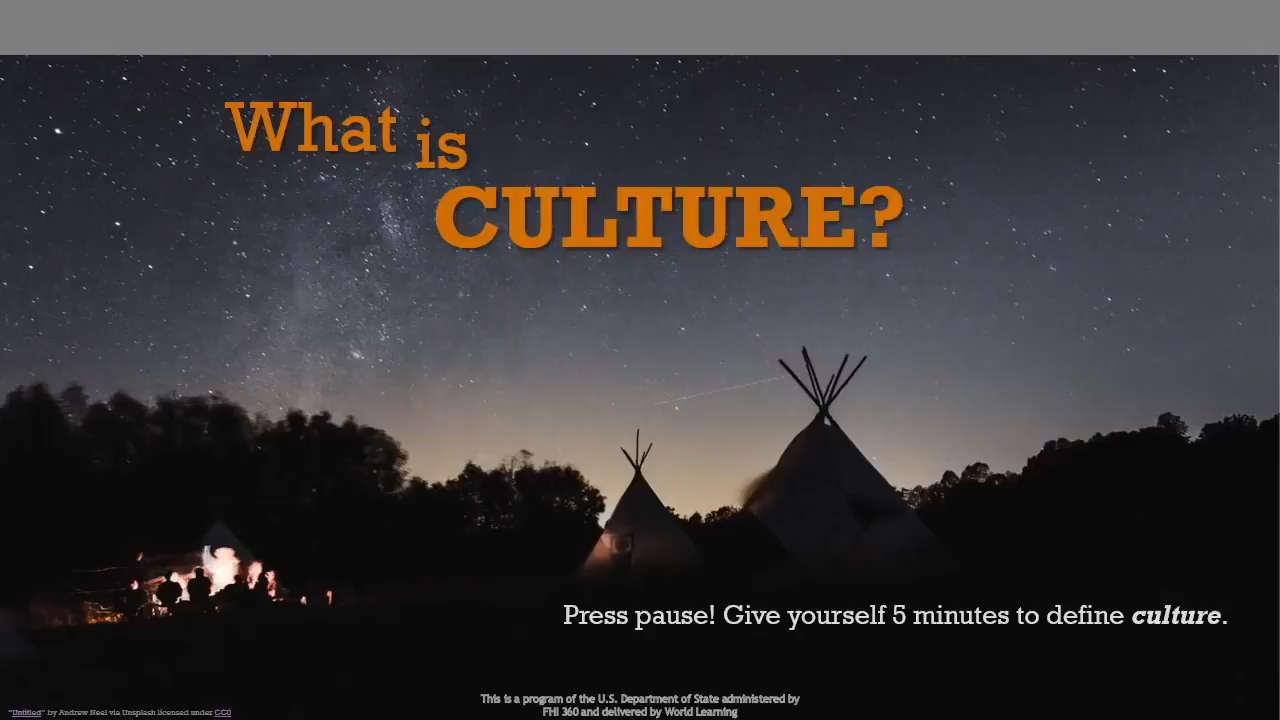 What is
CULTURE?
Press pause! Give yourself 5 minutes to define culture.
This is a program of the U.S. Department of State administered by
FHI 360 and delivered by World Learning
"Untitled" by Andrew Neel via Unsplash licensed under CC0